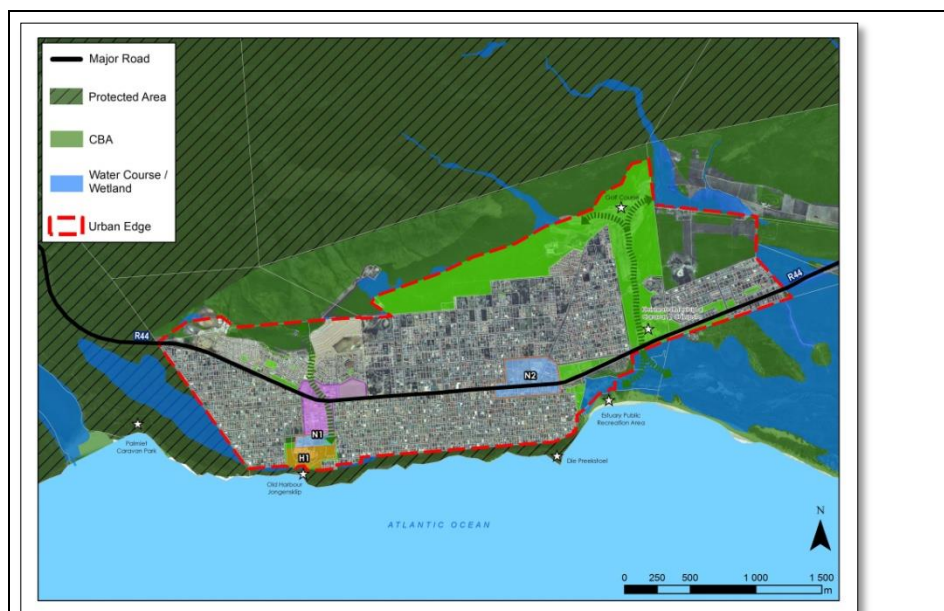 Major Road
Protected Area
CBA
Water Course /
Wetland
Urban Edge
Golf Course
R44
R44
N2
N1
H1
Palmiet
Caravan Park
Old Harbour
Jongensklip
Die Preekstoel
Estuary Public
Recreation Area
ATLANTIC OCEAN
N
0 250 500 1 000 1 500
m